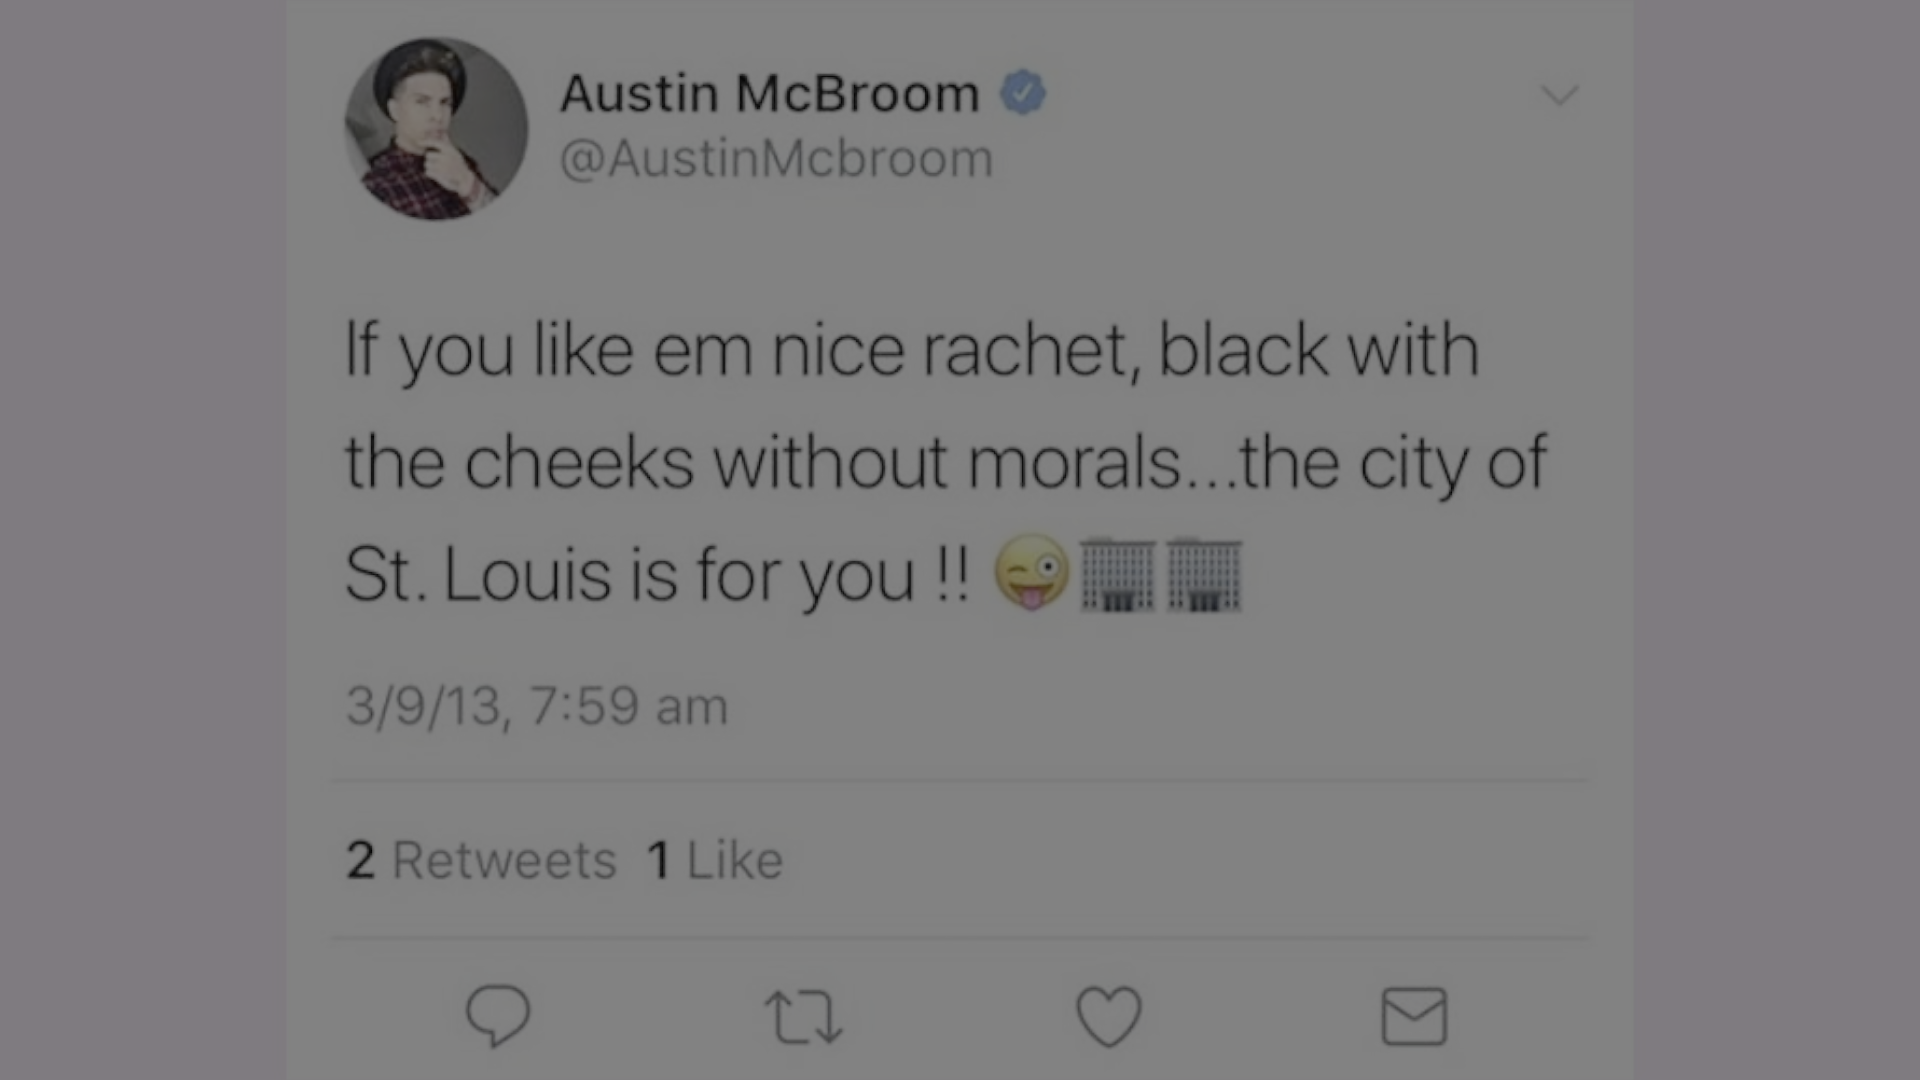 Austin McBroom
@AustinMcbroom
If you like em nice rachet, black with
the cheeks without morals...the city of
St. Louis is for you !! 😜🏢🏢
3/9/13, 7:59 am
2 Retweets 1 Like